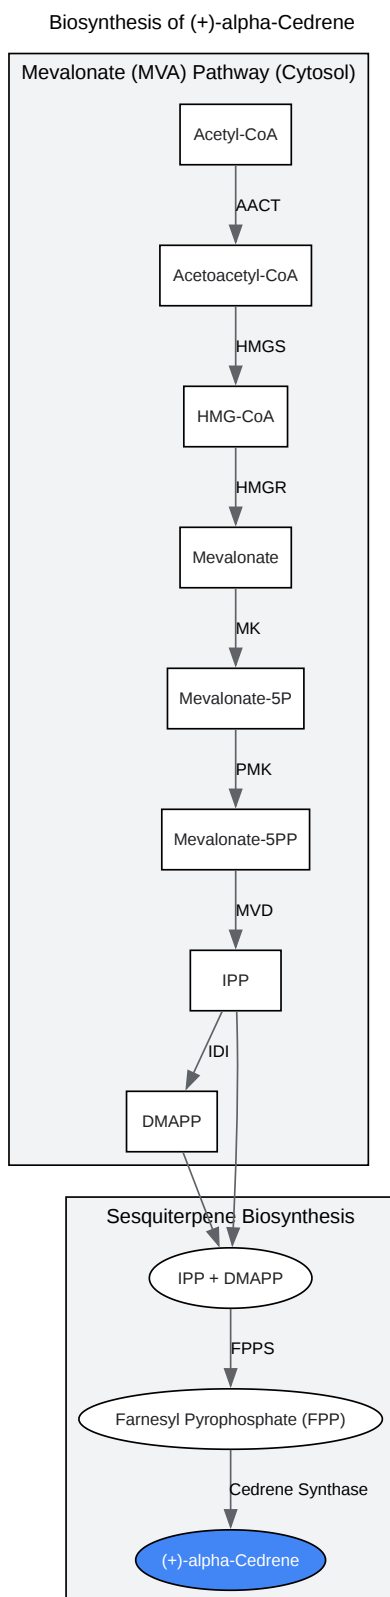 Biosynthesis of (+)-alpha-Cedrene
Mevalonate (MVA) Pathway (Cytosol)
Acetyl-CoA
AACT
Acetoacetyl-CoA
HMGS
HMG-CoA
HMGR
Mevalonate
MK
Mevalonate-5P
PMK
Mevalonate-5PP
MVD
IPP
IDI
DMAPP
Sesquiterpene Biosynthesis
IPP + DMAPP
FPPS
Farnesyl Pyrophosphate (FPP)
Cedrene Synthase
(+)-alpha-Cedrene